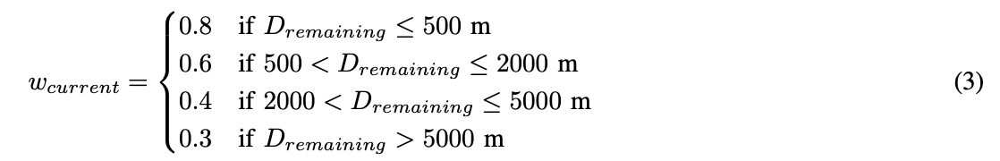 0.8 if D_remaining ≤ 500 m
0.6 if 500 < D_remaining ≤ 2000 m
w_current = (3)
0.4 if 2000 < D_remaining ≤ 5000 m
0.3 if D_remaining > 5000 m